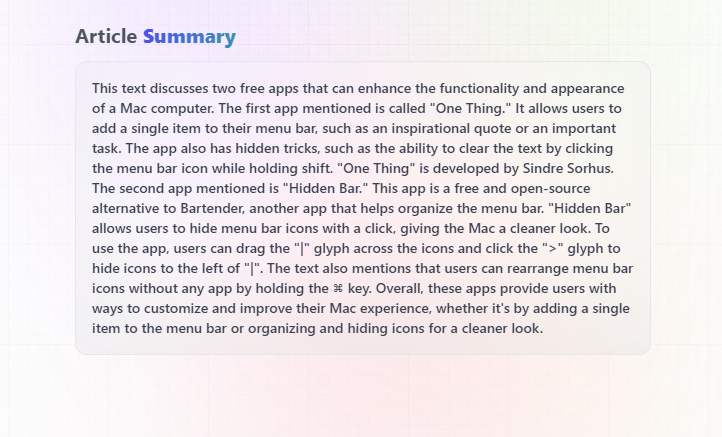 Article Summary
This text discusses two free apps that can enhance the functionality and appearance
of a Mac computer. The first app mentioned is called "One Thing." It allows users to
add a single item to their menu bar, such as an inspirational quote or an important
task. The app also has hidden tricks, such as the ability to clear the text by clicking
the menu bar icon while holding shift. "One Thing" is developed by Sindre Sorhus.
The second app mentioned is "Hidden Bar." This app is a free and open-source
alternative to Bartender, another app that helps organize the menu bar. "Hidden Bar"
allows users to hide menu bar icons with a click, giving the Mac a cleaner look. To
use the app, users can drag the "|" glyph across the icons and click the ">" glyph to
hide icons to the left of "|". The text also mentions that users can rearrange menu bar
icons without any app by holding the ⌘ key. Overall, these apps provide users with
ways to customize and improve their Mac experience, whether it's by adding a single
item to the menu bar or organizing and hiding icons for a cleaner look.